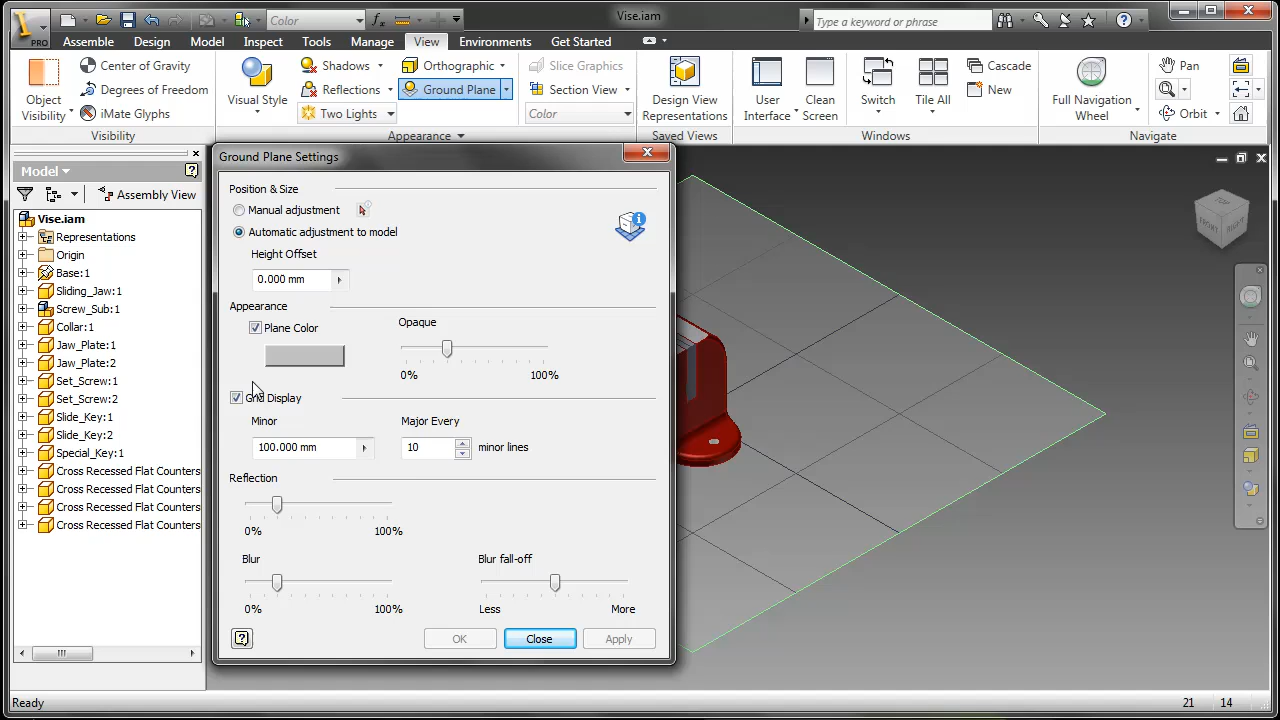 PRO
Color
Vise.iam
Type a keyword or phrase
Assemble Design Model Inspect Tools Manage View Environments Get Started
Object Visibility
Center of Gravity
Degrees of Freedom
iMate Glyphs
Visibility
Visual Style
Shadows
Reflections
Two Lights
Orthographic
Ground Plane
Slice Graphics
Section View
Color
Appearance
Design View Representations
Saved Views
User Interface
Clean Screen
Switch
Tile All
Cascade
New
Windows
Full Navigation Wheel
Pan
Orbit
Navigate
Model
Assembly View
Vise.iam
Representations
Origin
Base:1
Sliding_Jaw:1
Screw_Sub:1
Collar:1
Jaw_Plate:1
Jaw_Plate:2
Set_Screw:1
Set_Screw:2
Slide_Key:1
Slide_Key:2
Special_Key:1
Cross Recessed Flat Counters
Cross Recessed Flat Counters
Cross Recessed Flat Counters
Cross Recessed Flat Counters
Ground Plane Settings
Position & Size
Manual adjustment
Automatic adjustment to model
Height Offset
0.000 mm
Appearance
Plane Color
Opaque
0% 100%
Grid Display
Minor
100.000 mm
Major Every
10 minor lines
Reflection
0% 100%
Blur
0% 100%
Blur fall-off
Less More
OK Close Apply
TOP
FRONT
RIGHT
Ready
21 14